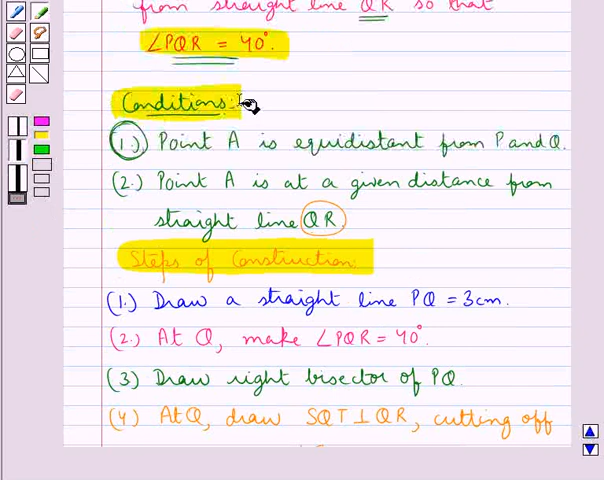 from straight line QR so that
∠PQR = 40°.
Conditions:
(1.) Point A is equidistant from P and Q.
(2.) Point A is at a given distance from
straight line QR.
Steps of Construction:
(1.) Draw a straight line PQ = 3cm.
(2.) At Q, make ∠PQR = 40°.
(3) Draw right bisector of PQ.
(4) At Q, draw SQT ⊥ QR, cutting off